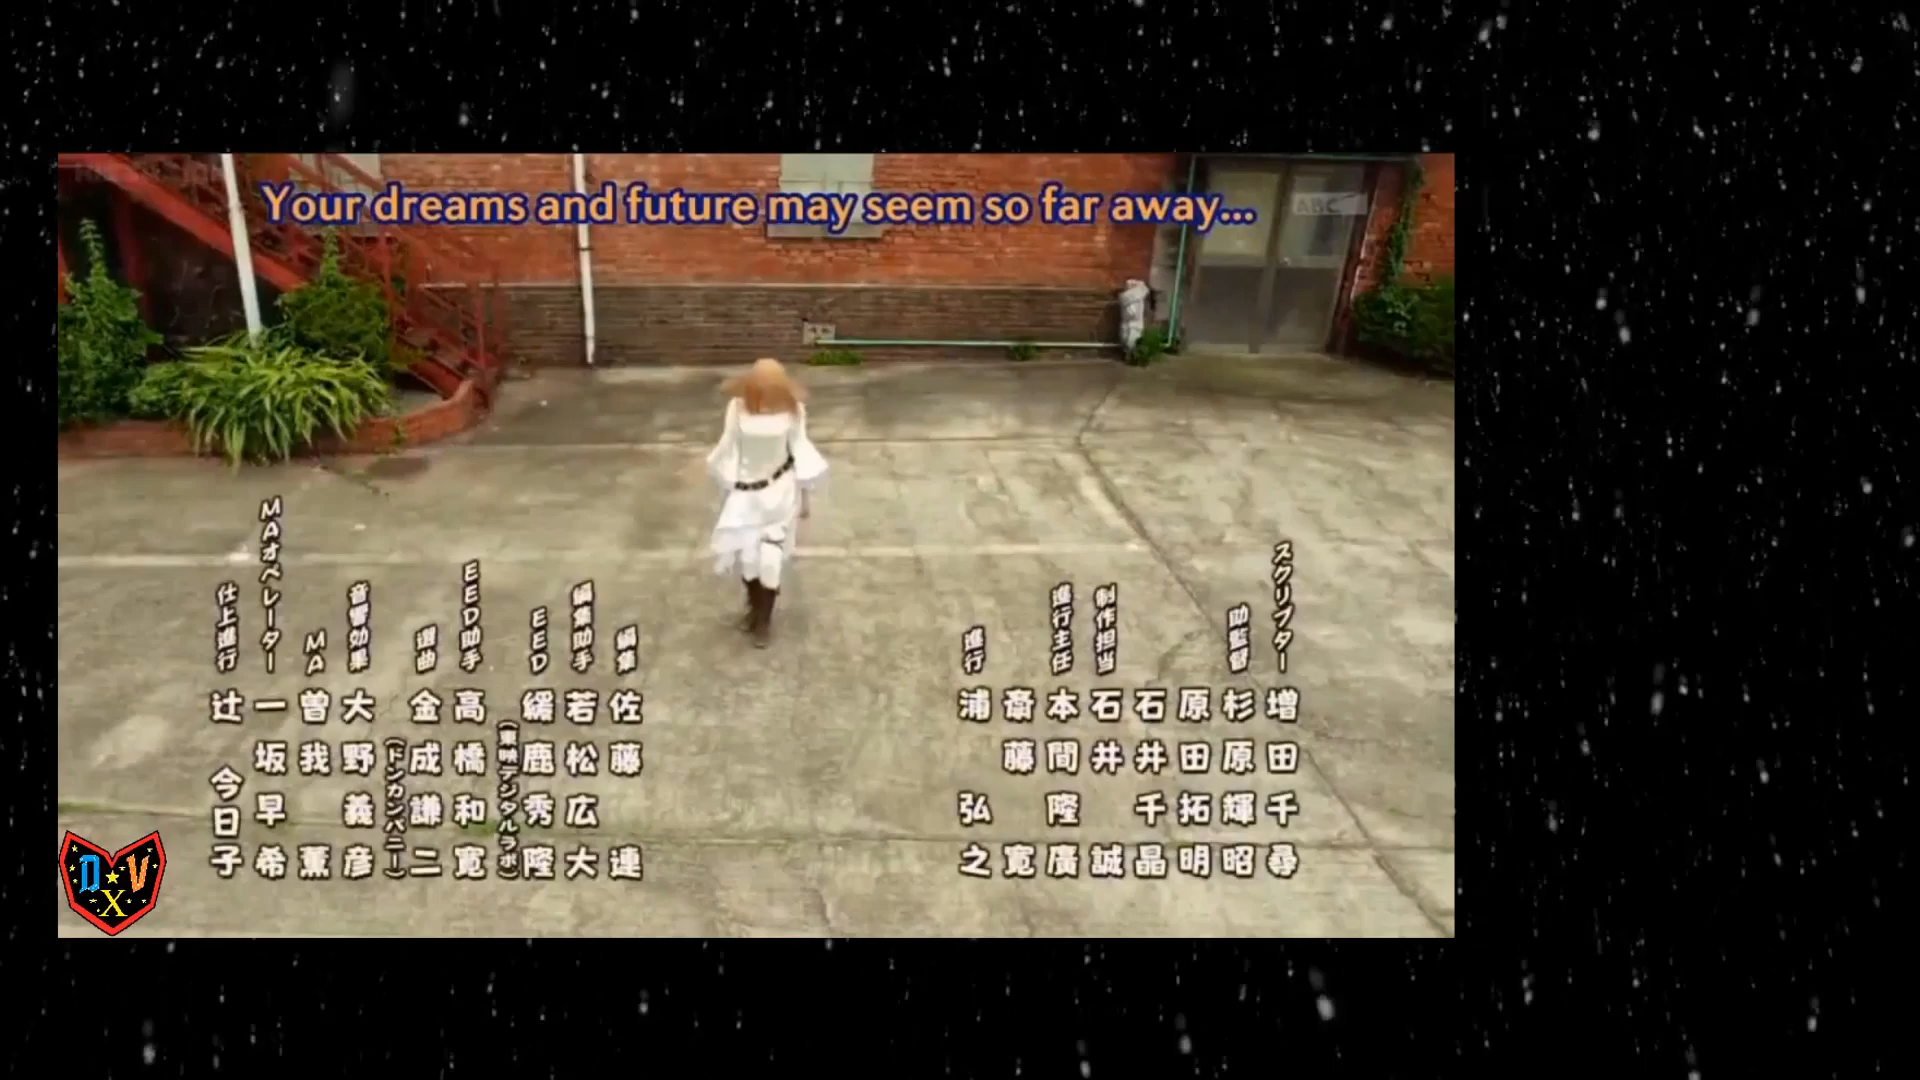 Your dreams and future may seem so far away...
ABC
スクリプター 増田千尋
助監督 杉原輝昭
原田拓明
石井千晶
制作担当 石井誠
進行主任 本間隆廣
斎藤寛
進行 浦弘之
編集 佐藤連
編集助手 若松広大
EED 緩鹿秀隆
(東映デジタルラボ)
EED助手 高橋和寛
選曲 金成謙二
(ドンカンパニー)
音響効果 大野義彦
MA 曽我薫
MAオペレーター 一坂早希
仕上進行 辻今日子
D X V